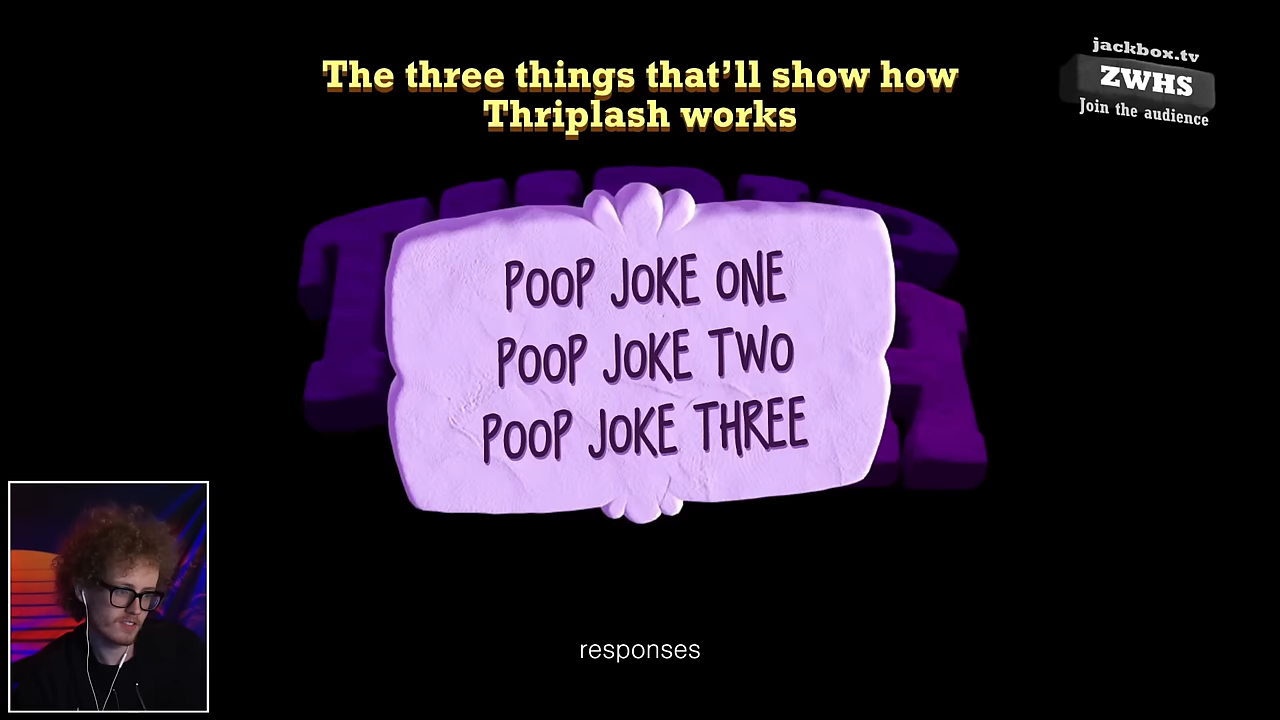 The three things that’ll show how
Thriplash works
jackbox.tv
ZWHS
Join the audience
POOP JOKE ONE
POOP JOKE TWO
POOP JOKE THREE
responses